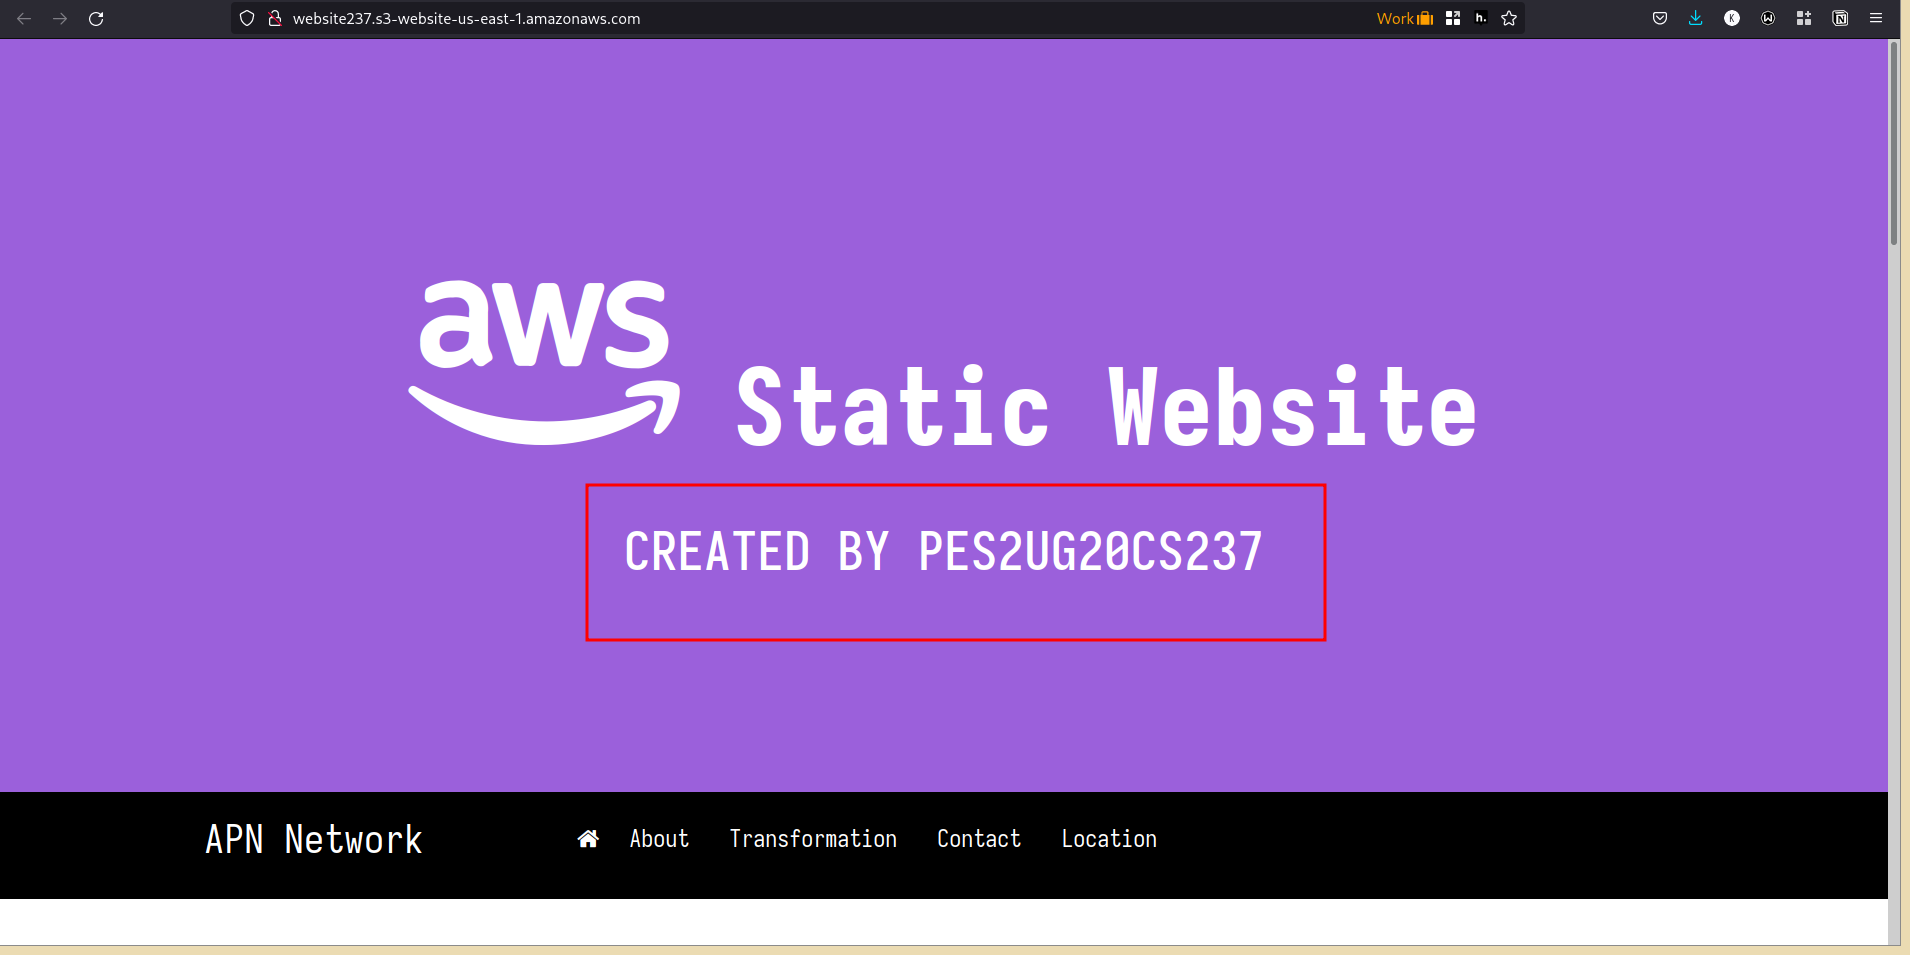 website237.s3-website-us-east-1.amazonaws.com
Work
h.
K
W
N
aws
Static Website
CREATED BY PES2UG20CS237
APN Network
About
Transformation
Contact
Location